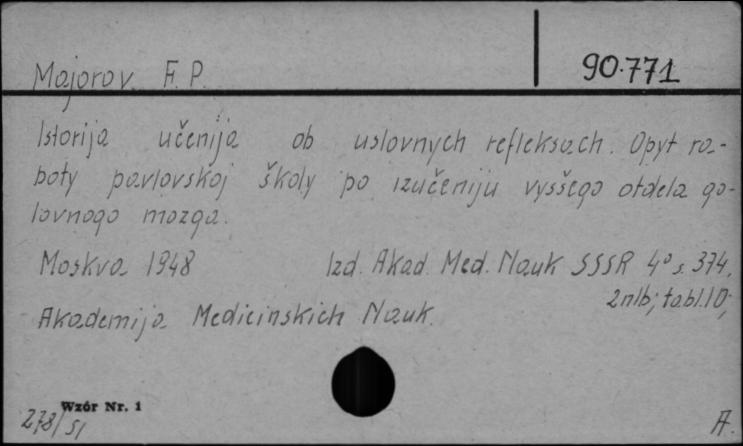 Majorov F. P. 90.771
Istorija učenija ob uslovnych refleksach. Opyt ra-
boty pavlovskoj školy po izučeniju vysšego otdela go-
lovnogo mozga.
Moskva 1948 Izd. Akad. Med. Nauk SSSR 4° s. 374,
2nlb; tabl. 10;
Akademija Medicinskich Nauk.
Wzór Nr. 1
278/51 A.